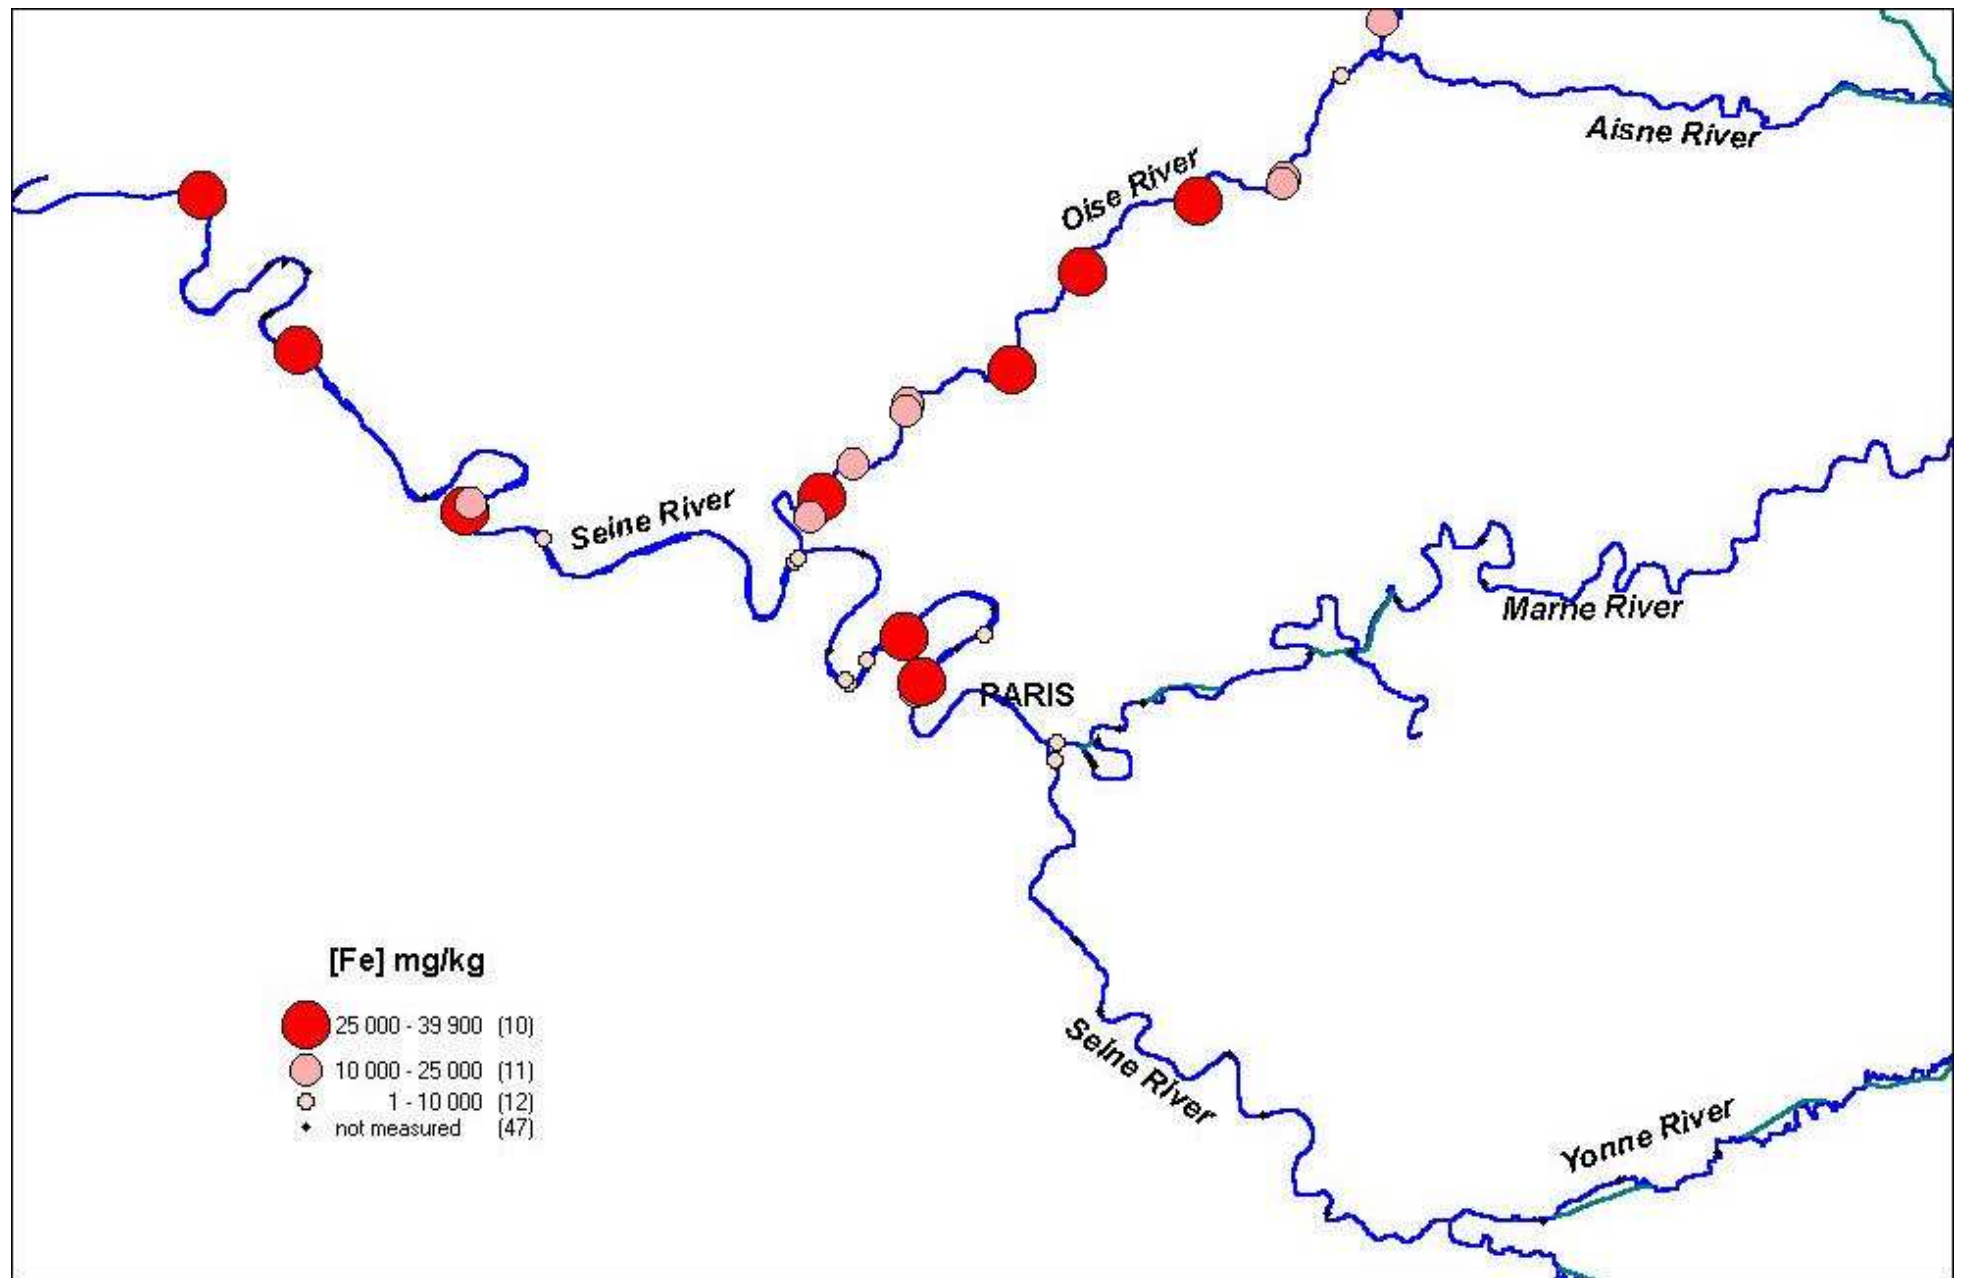 Aisne River
Oise River
Seine River
Marne River
PARIS
[Fe] mg/kg
25 000 - 39 900 (10)
10 000 - 25 000 (11)
1 - 10 000 (12)
not measured (47)
Seine River
Yonne River